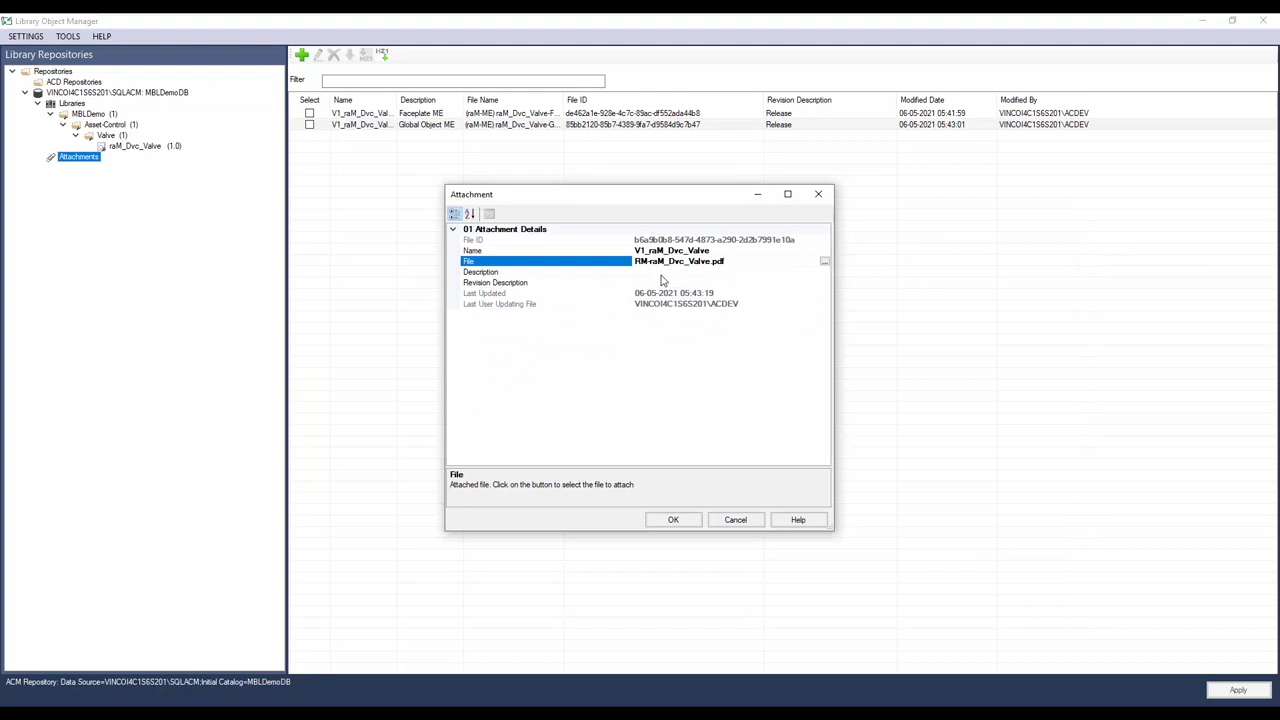 Library Object Manager
SETTINGS TOOLS HELP
Library Repositories
Repositories
ACD Repositories
VINCOI4C1S6S201\SQLACM: MBLDemoDB
Libraries
MBLDemo (1)
Asset-Control (1)
Valve (1)
raM_Dvc_Valve (1.0)
Attachments
HZ1
Filter
Select Name Description File Name File ID Revision Description Modified Date Modified By
V1_raM_Dvc_Val... Faceplate ME (raM-ME) raM_Dvc_Valve-F... de462a1e-928e-4c7c-89ac-df552ada44b8 Release 06-05-2021 05:41:59 VINCOI4C1S6S201\ACDEV
V1_raM_Dvc_Val... Global Object ME (raM-ME) raM_Dvc_Valve-G... 85bb2120-85b7-4389-9fa7-d9584d9c7b47 Release 06-05-2021 05:43:01 VINCOI4C1S6S201\ACDEV
Attachment
01 Attachment Details
File ID b6a9b0b8-547d-4873-a290-2d2b7991e10a
Name V1_raM_Dvc_Valve
File RM-raM_Dvc_Valve.pdf ...
Description
Revision Description
Last Updated 06-05-2021 05:43:19
Last User Updating File VINCOI4C1S6S201\ACDEV
File
Attached file. Click on the button to select the file to attach
OK Cancel Help
ACM Repository: Data Source=VINCOI4C1S6S201\SQLACM;Initial Catalog=MBLDemoDB
Apply